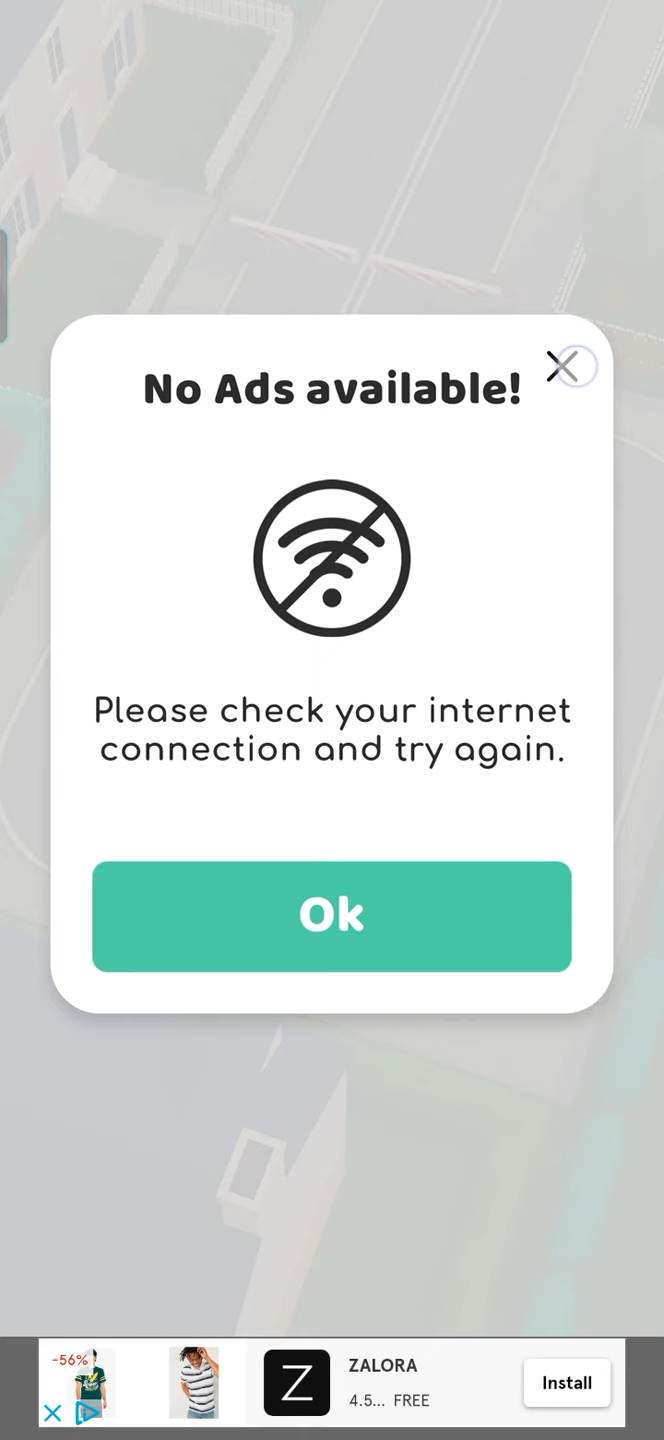 No Ads available!
Please check your internet
connection and try again.
Ok
-56%
Z
ZALORA
4.5... FREE
Install